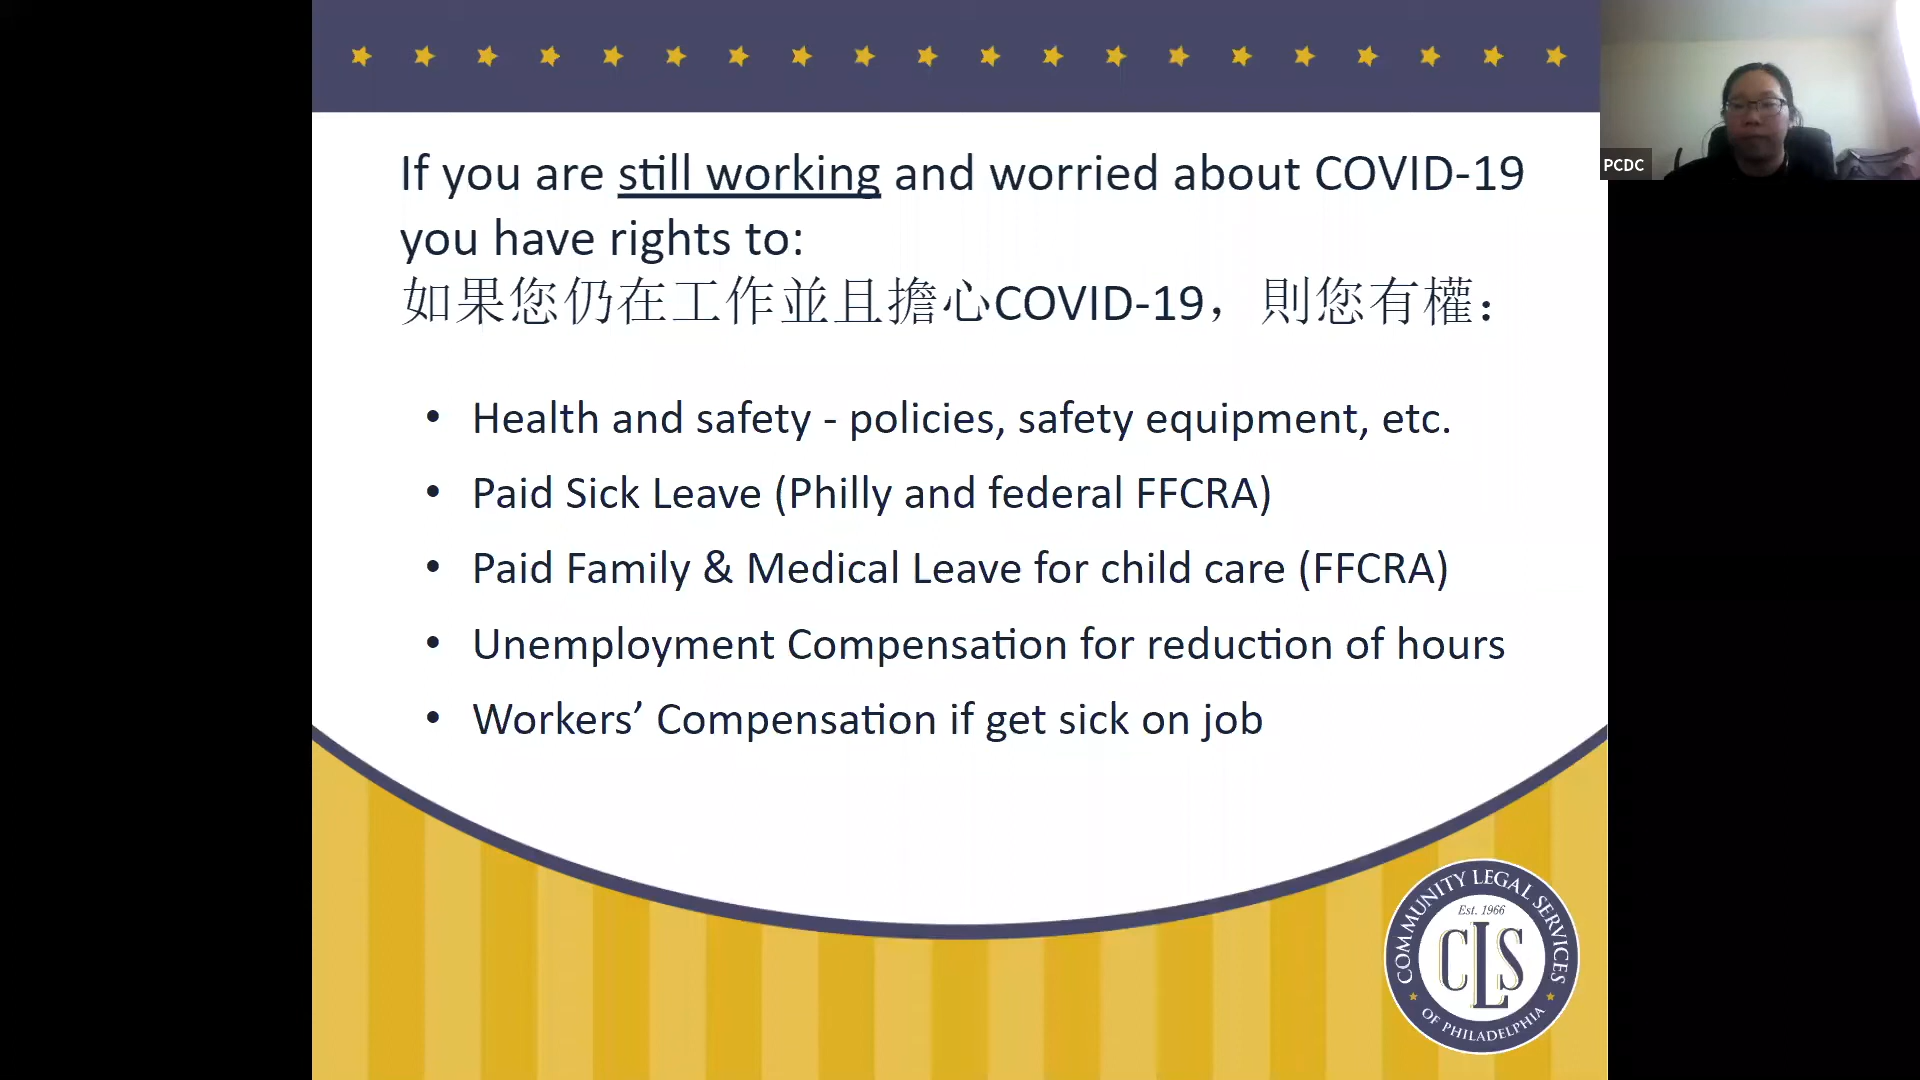 If you are still working and worried about COVID-19
you have rights to:
如果您仍在工作並且擔心COVID-19，則您有權：
• Health and safety - policies, safety equipment, etc.
• Paid Sick Leave (Philly and federal FFCRA)
• Paid Family & Medical Leave for child care (FFCRA)
• Unemployment Compensation for reduction of hours
• Workers’ Compensation if get sick on job
PCDC
COMMUNITY LEGAL SERVICES
Est. 1966
CLS
OF PHILADELPHIA